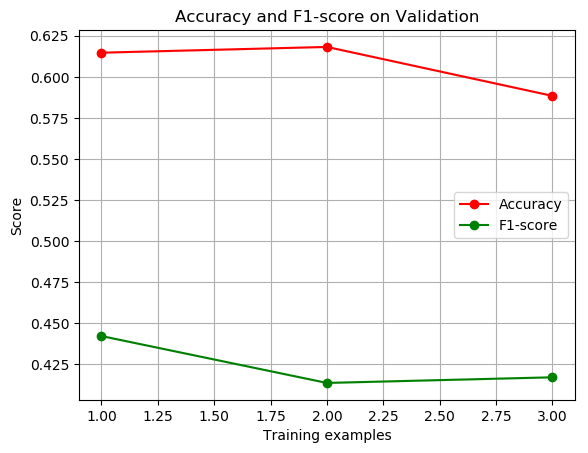 Accuracy and F1-score on Validation
0.625
0.600
0.575
0.550
0.525
0.500
0.475
0.450
0.425
Score
Accuracy
F1-score
1.00 1.25 1.50 1.75 2.00 2.25 2.50 2.75 3.00
Training examples